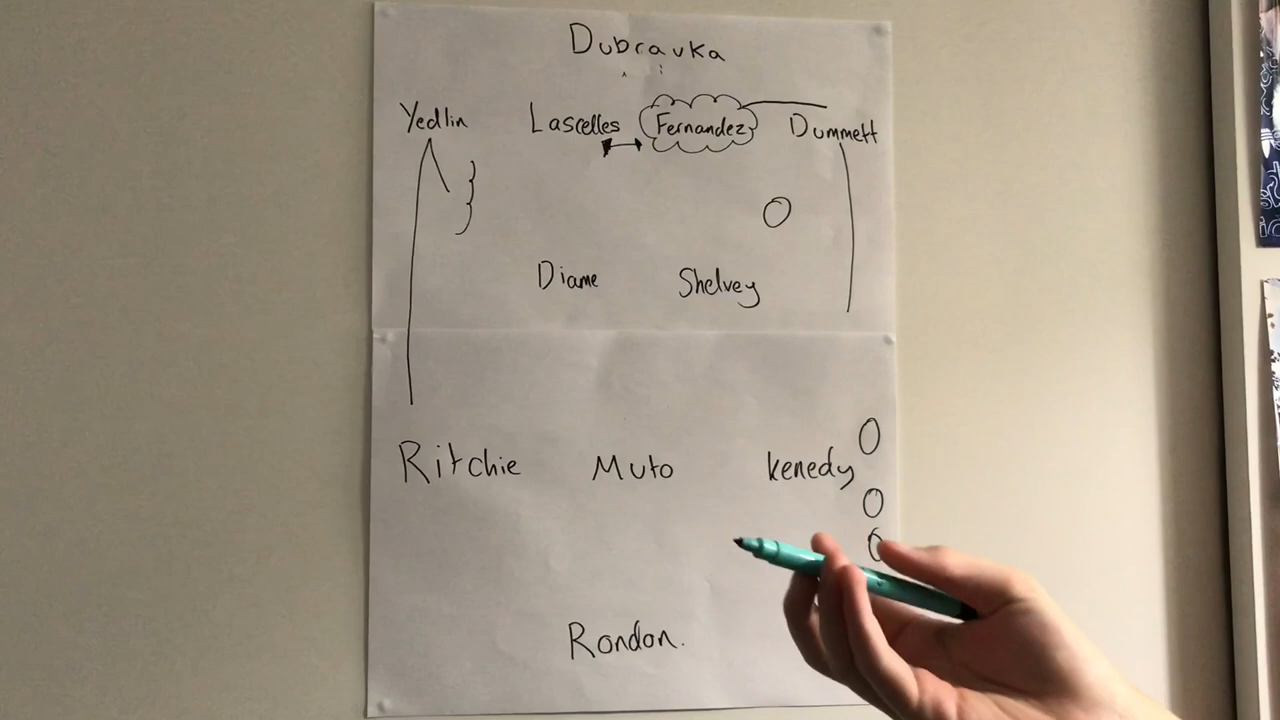 Dubravka
Yedlin Lascelles Fernandez Dummett
Diame Shelvey
Ritchie Muto Kenedy
Rondon.